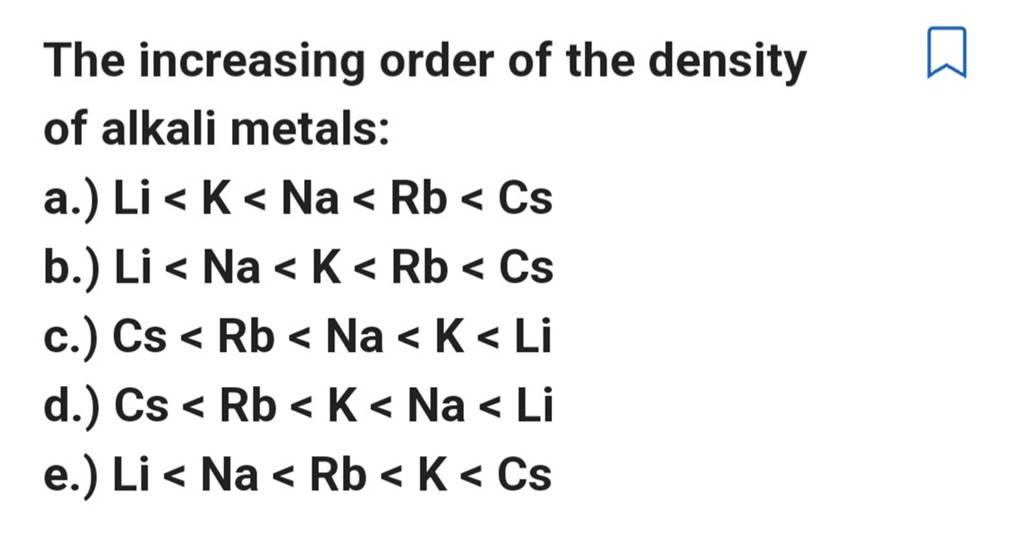 The increasing order of the density
of alkali metals:
a.) Li < K < Na < Rb < Cs
b.) Li < Na < K < Rb < Cs
c.) Cs < Rb < Na < K < Li
d.) Cs < Rb < K < Na < Li
e.) Li < Na < Rb < K < Cs